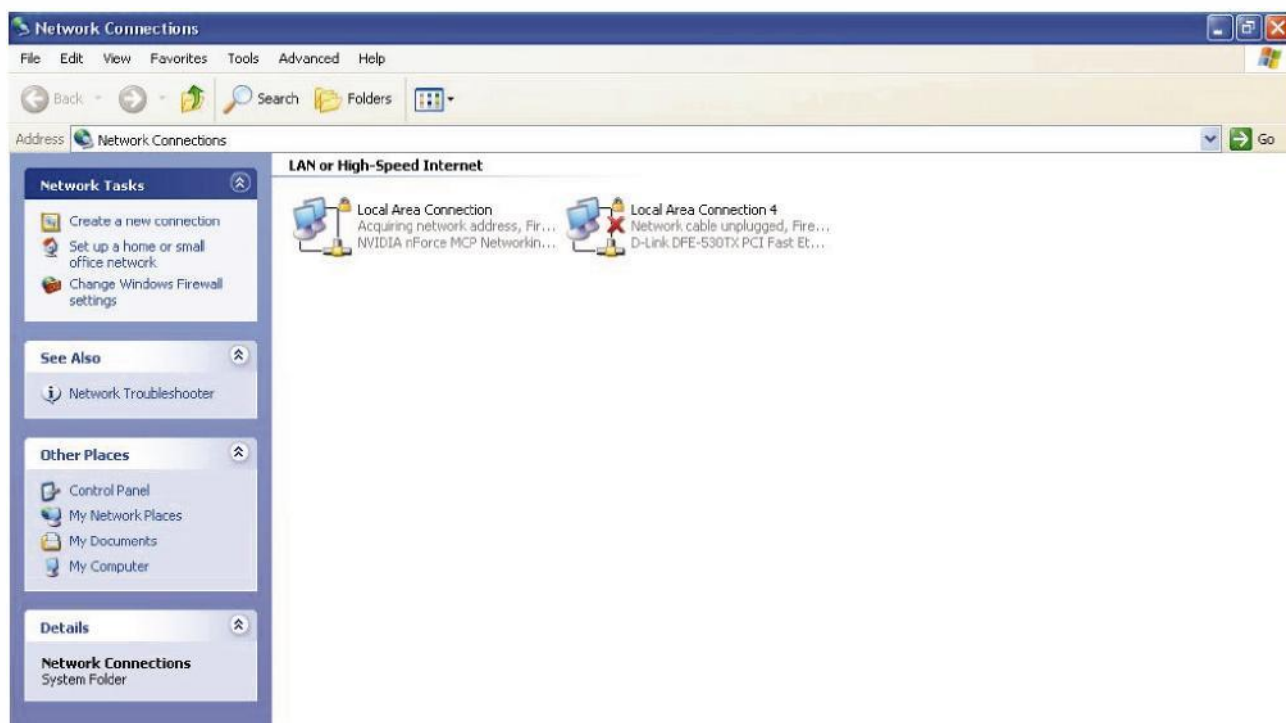 Network Connections
File Edit View Favorites Tools Advanced Help
Back Search Folders
Address Network Connections Go
Network Tasks
Create a new connection
Set up a home or small
office network
Change Windows Firewall
settings
See Also
Network Troubleshooter
Other Places
Control Panel
My Network Places
My Documents
My Computer
Details
Network Connections
System Folder
LAN or High-Speed Internet
Local Area Connection
Acquiring network address, Fir...
NVIDIA nForce MCP Networkin...
Local Area Connection 4
Network cable unplugged, Fire...
D-Link DFE-530TX PCI Fast Et...